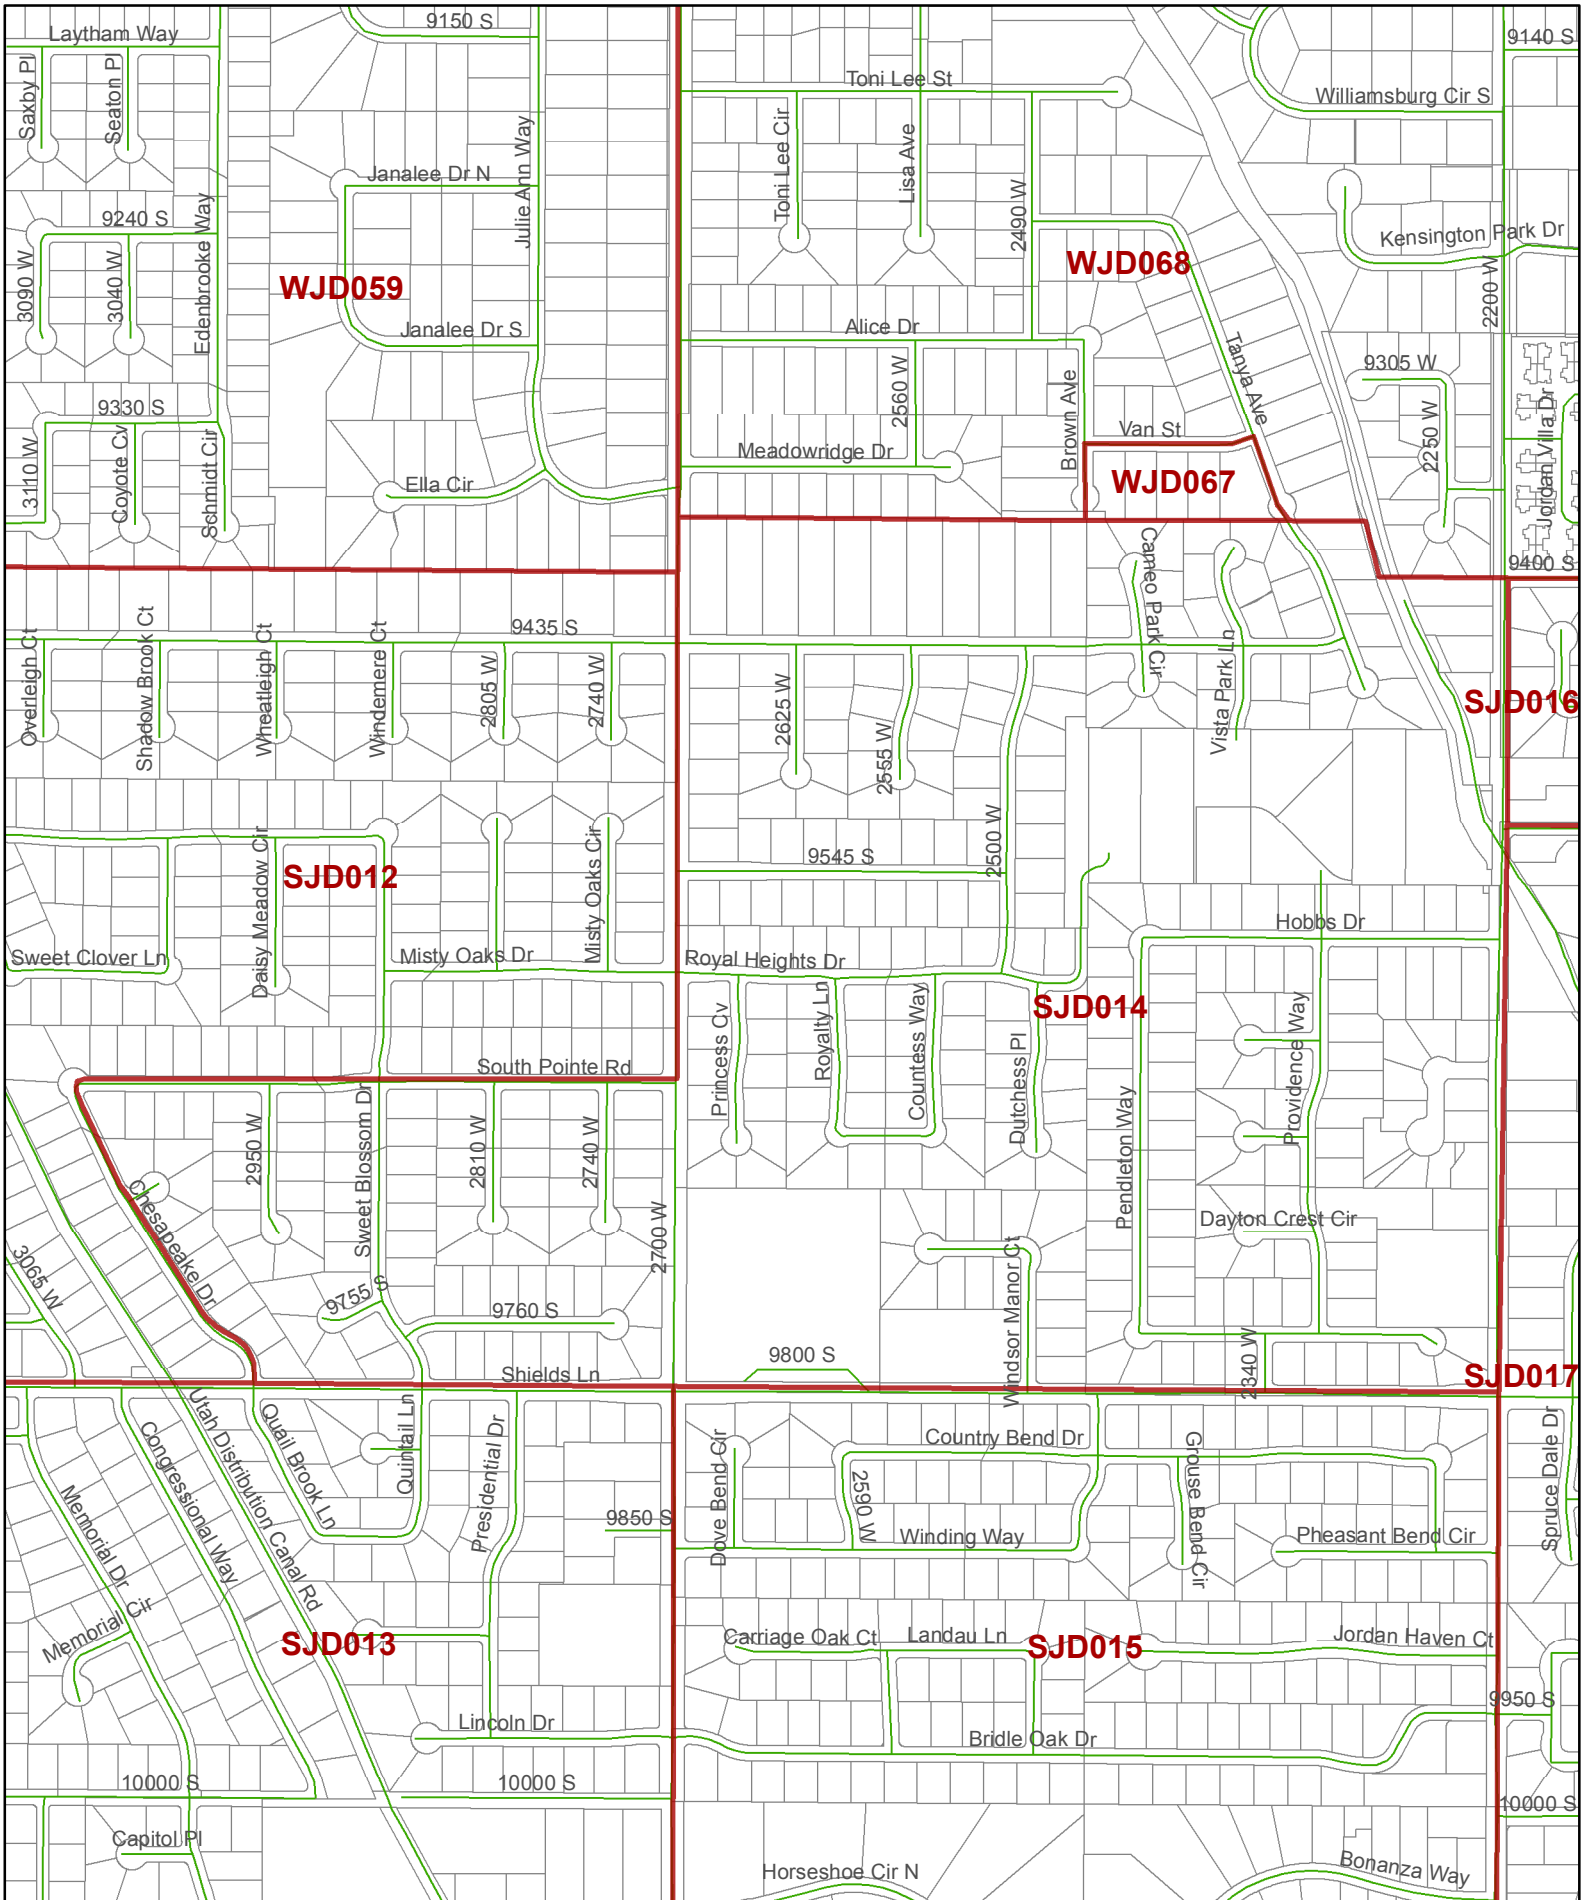 Laytham Way
9150 S
9140 S
Saxby Pl
Seaton Pl
Toni Lee St
Williamsburg Cir S
Julie Ann Way
Toni Lee Cir
Lisa Ave
Janalee Dr N
2490 W
9240 S
Edenbrooke Way
Kensington Park Dr
WJD059
WJD068
3090 W
3040 W
2200 W
Janalee Dr S
Alice Dr
Tanya Ave
9305 W
2560 W
Brown Ave
9330 S
Van St
Jordan Villa Dr
2250 W
Meadowridge Dr
3110 W
Coyote Cv
Schmidt Cir
Ella Cir
WJD067
9400 S
Cameo Park Cir
9435 S
Overleigh Ct
Shadow Brook Ct
Wheatleigh Ct
Windemere Ct
2805 W
2740 W
2625 W
2555 W
Vista Park Ln
SJD016
2500 W
9545 S
SJD012
Daisy Meadow Cir
Misty Oaks Cir
Hobbs Dr
Sweet Clover Ln
Misty Oaks Dr
Royal Heights Dr
SJD014
Princess Cv
Royalty Ln
Countess Way
Dutchess Pl
Providence Way
South Pointe Rd
Pendleton Way
2950 W
Sweet Blossom Dr
2810 W
2740 W
Chesapeake Dr
2700 W
Dayton Crest Cir
3065 W
Windsor Manor Ct
9755 S
9760 S
9800 S
2340 W
Shields Ln
SJD017
Utah Distribution Canal Rd
Quail Brook Ln
Quintail Ln
Presidential Dr
Congressional Way
Country Bend Dr
Dove Bend Cir
2590 W
Grouse Bend Cir
Spruce Dale Dr
Memorial Dr
9850 S
Winding Way
Pheasant Bend Cir
Memorial Cir
SJD013
Carriage Oak Ct
Landau Ln
SJD015
Jordan Haven Ct
9950 S
Lincoln Dr
Bridle Oak Dr
10000 S
10000 S
10000 S
Capitol Pl
Horseshoe Cir N
Bonanza Way